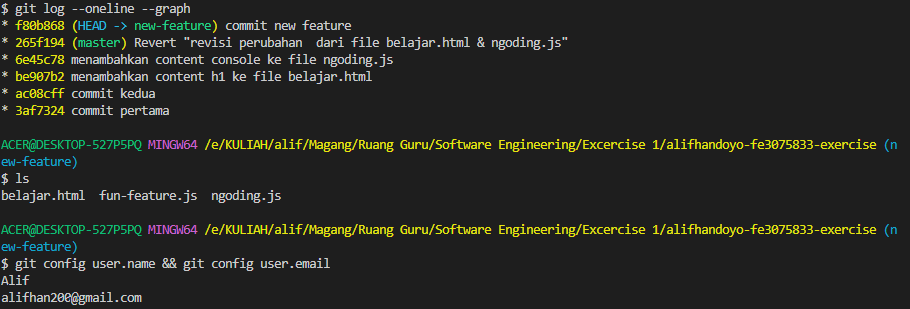 $ git log --oneline --graph
* f80b868 (HEAD -> new-feature) commit new feature
* 265f194 (master) Revert "revisi perubahan  dari file belajar.html & ngoding.js"
* 6e45c78 menambahkan content console ke file ngoding.js
* be907b2 menambahkan content h1 ke file belajar.html
* ac08cff commit kedua
* 3af7324 commit pertama
ACER@DESKTOP-527P5PQ MINGW64 /e/KULIAH/alif/Magang/Ruang Guru/Software Engineering/Excercise 1/alifhandoyo-fe3075833-exercise (n
ew-feature)
$ ls
belajar.html  fun-feature.js  ngoding.js
ACER@DESKTOP-527P5PQ MINGW64 /e/KULIAH/alif/Magang/Ruang Guru/Software Engineering/Excercise 1/alifhandoyo-fe3075833-exercise (n
ew-feature)
$ git config user.name && git config user.email
Alif
alifhan200@gmail.com